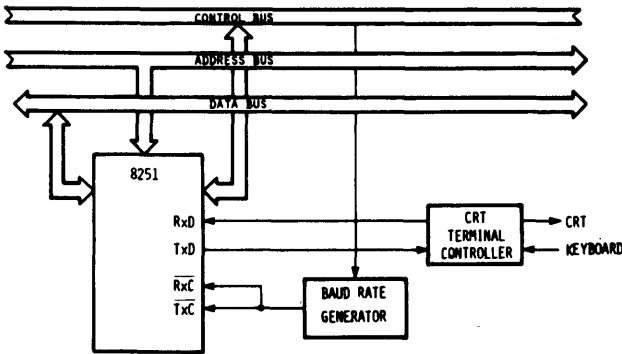 CONTROL BUS
ADDRESS BUS
DATA BUS
8251
RxD
TxD
RxC
TxC
CRT
TERMINAL
CONTROLLER
CRT
KEYBOARD
BAUD RATE
GENERATOR